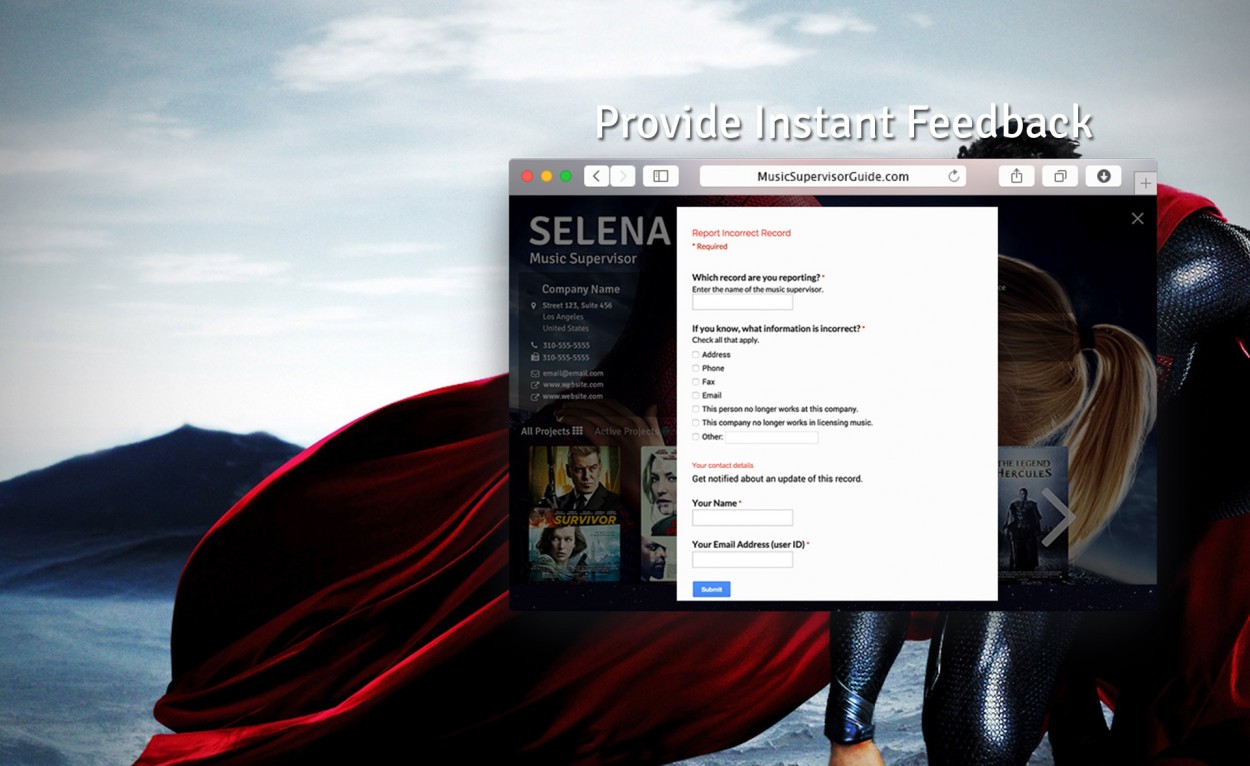 Provide Instant Feedback
MusicSupervisorGuide.com
SELENA
Music Supervisor
Company Name
Street 123, Suite 456
Los Angeles
United States
310-555-5555
310-555-5555
email@email.com
www.website.com
www.website.com
All Projects
Active Projects
SURVIVOR
THE LEGEND
HERCULES
Report Incorrect Record
* Required
Which record are you reporting? *
Enter the name of the music supervisor.
If you know, what information is incorrect? *
Check all that apply.
Address
Phone
Fax
Email
This person no longer works at this company.
This company no longer works in licensing music.
Other:
Your contact details
Get notified about an update of this record.
Your Name *
Your Email Address (user ID) *
Submit